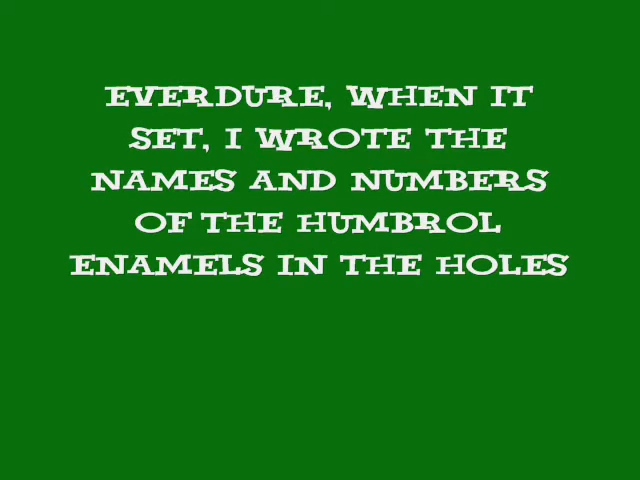 EVERDURE, WHEN IT
SET, I WROTE THE
NAMES AND NUMBERS
OF THE HUMBROL
ENAMELS IN THE HOLES